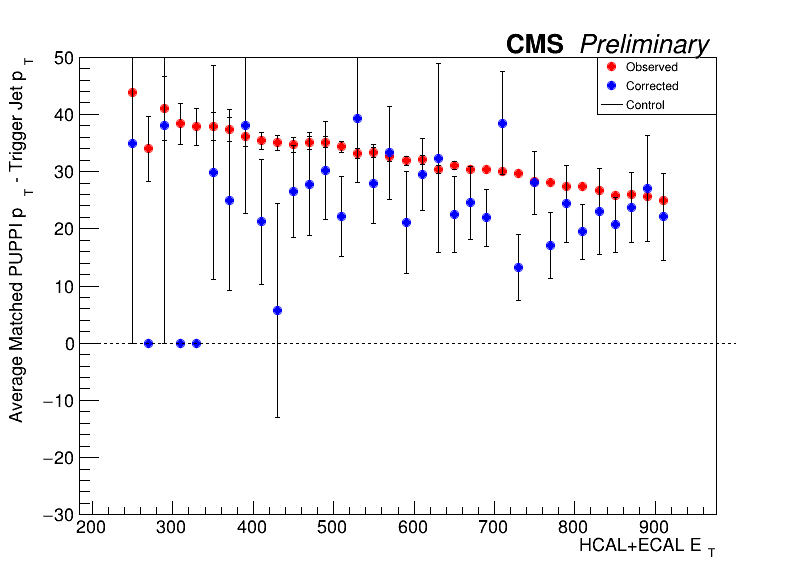 CMS Preliminary
Observed
Corrected
Control
Average Matched PUPPI p T - Trigger Jet p T
50
40
30
20
10
0
−10
−20
−30
200 300 400 500 600 700 800 900
HCAL+ECAL E T